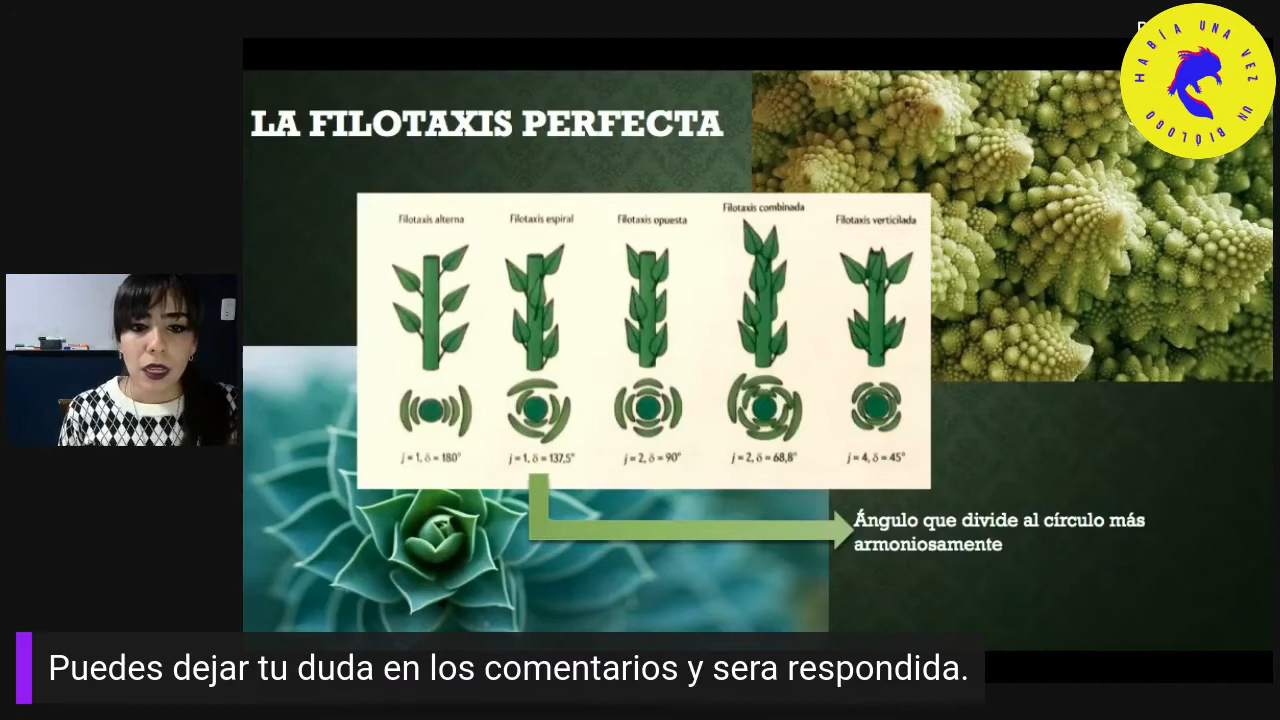 HABÍA UNA VEZ UN BIÓLOGO
LA FILOTAXIS PERFECTA
Filotaxis alterna
Filotaxis espiral
Filotaxis opuesta
Filotaxis combinada
Filotaxis verticilada
j = 1, δ = 180°
j = 1, δ = 137,5°
j = 2, δ = 90°
j = 2, δ = 68,8°
j = 4, δ = 45°
Ángulo que divide al círculo más
armoniosamente
Puedes dejar tu duda en los comentarios y sera respondida.